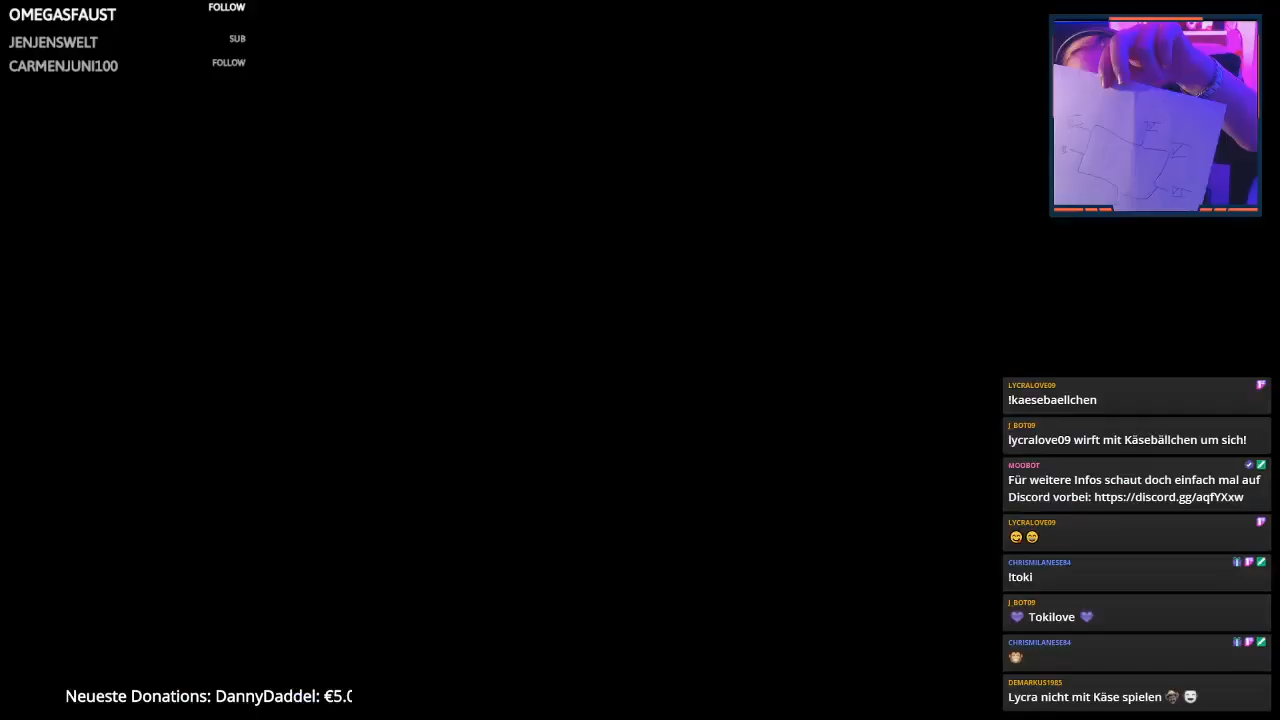 OMEGASFAUST FOLLOW
JENJENSWELT SUB
CARMENJUNI100 FOLLOW
LYCRALOVE09
!kaesebaellchen
J_BOT09
lycralove09 wirft mit Käsebällchen um sich!
MOOBOT
Für weitere Infos schaut doch einfach mal auf
Discord vorbei: https://discord.gg/aqfYXxw
LYCRALOVE09
CHRISMILANESE84
!toki
J_BOT09
Tokilove
CHRISMILANESE84
DEMARKUS1985
Lycra nicht mit Käse spielen
Neueste Donations: DannyDaddel: €5.0